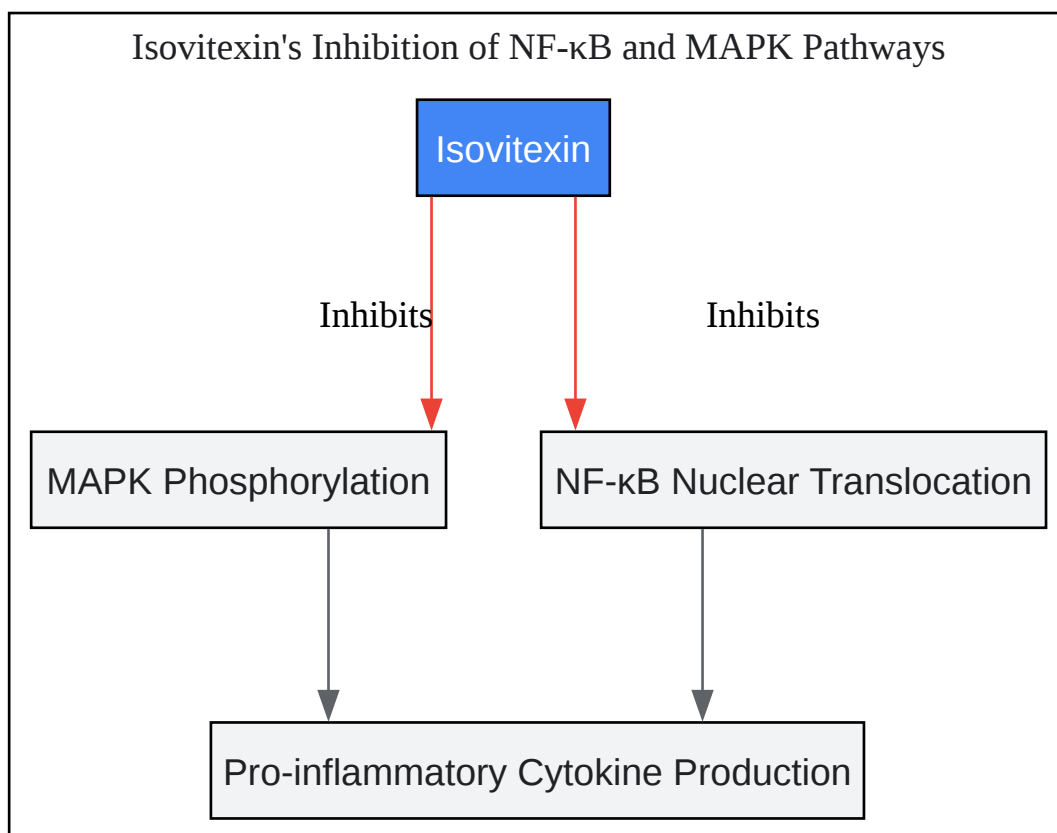 Isovitexin's Inhibition of NF-κB and MAPK Pathways
Isovitexin
Inhibits
Inhibits
MAPK Phosphorylation
NF-κB Nuclear Translocation
Pro-inflammatory Cytokine Production